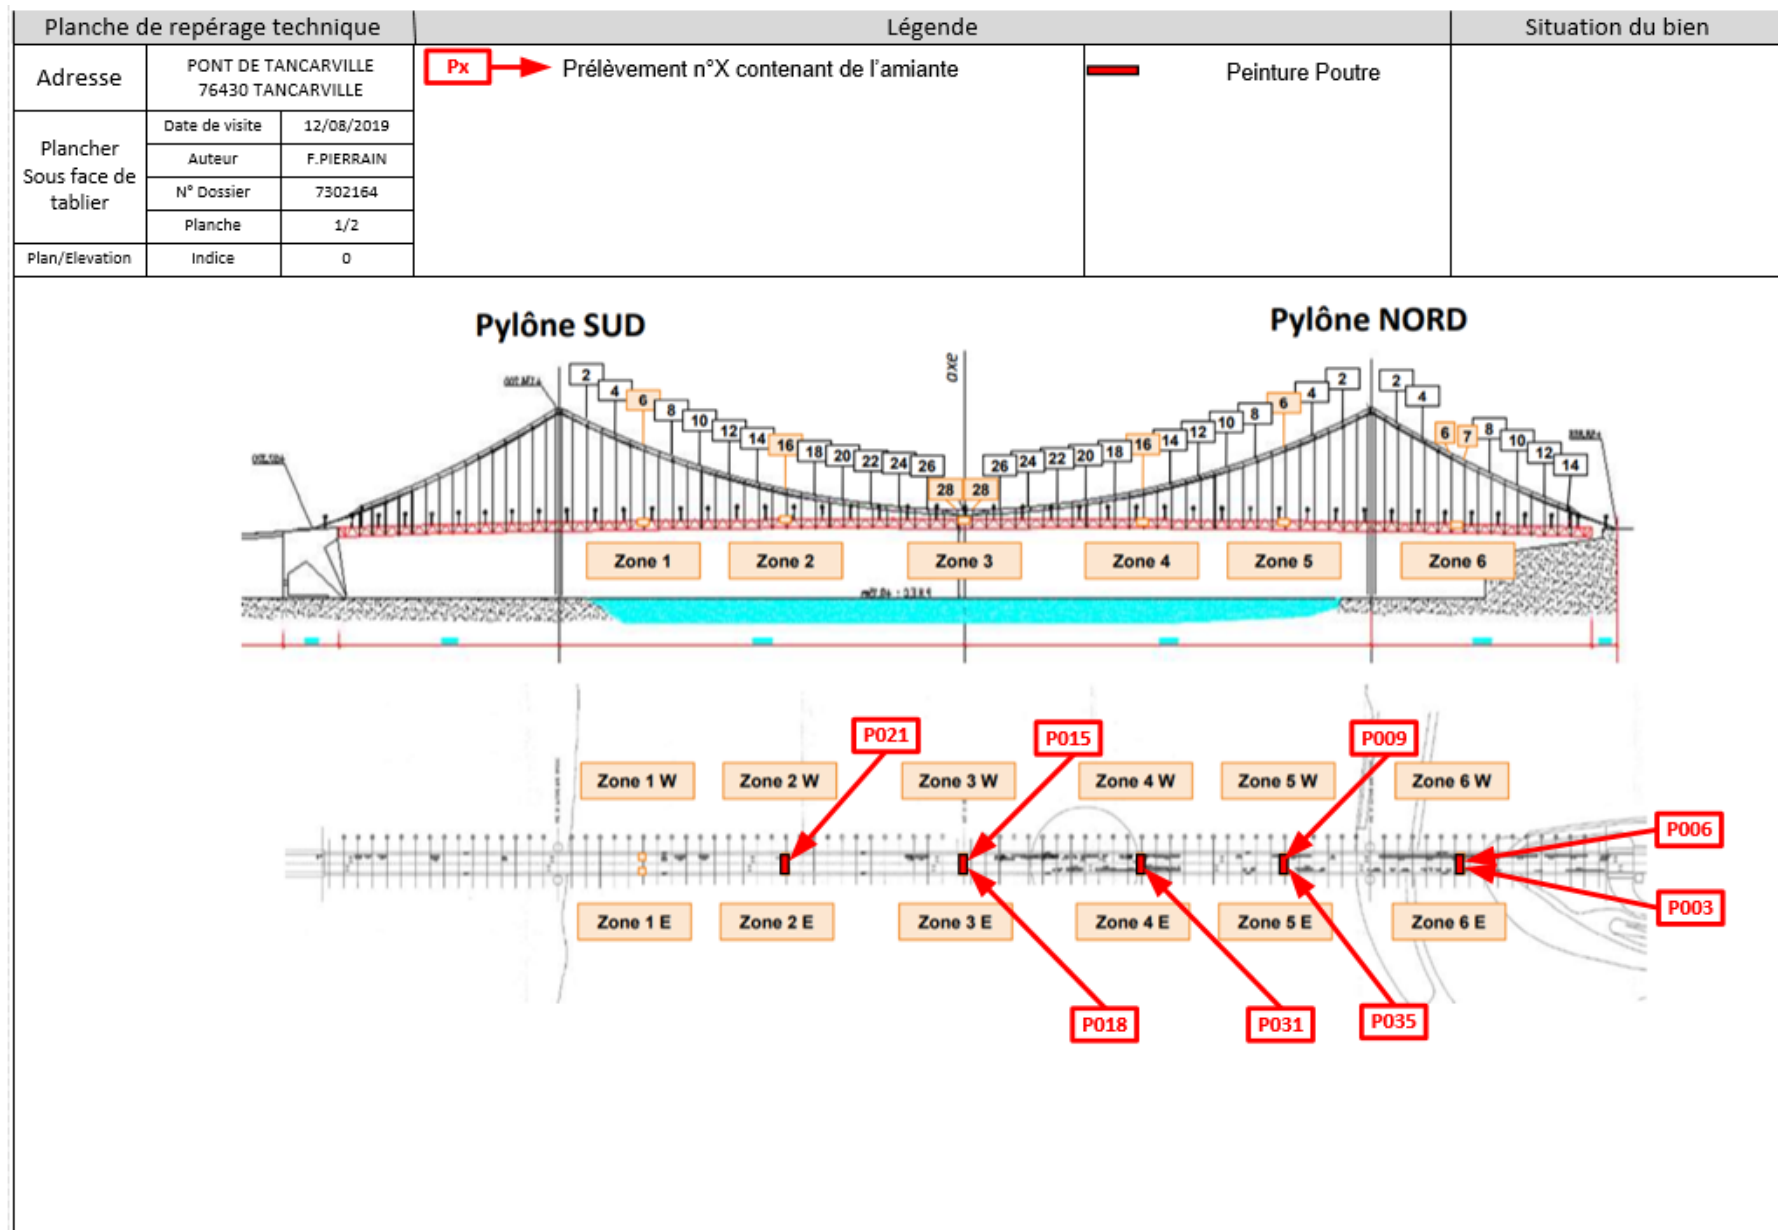 Planche de repérage technique
Légende
Situation du bien
Adresse
PONT DE TANCARVILLE
76430 TANCARVILLE
Px
Prélèvement n°X contenant de l'amiante
Peinture Poutre
Plancher
Sous face de
tablier
Date de visite
12/08/2019
Auteur
F.PIERRAIN
N° Dossier
7302164
Planche
1/2
Plan/Elevation
Indice
0
Pylône SUD
Pylône NORD
axe
2
4
6
8
10
12
14
16
18
20
22
24
26
28
28
26
24
22
20
18
16
14
12
10
8
6
4
2
2
4
6
7
8
10
12
14
Zone 1
Zone 2
Zone 3
Zone 4
Zone 5
Zone 6
P021
P015
P009
Zone 1 W
Zone 2 W
Zone 3 W
Zone 4 W
Zone 5 W
Zone 6 W
P006
P003
Zone 1 E
Zone 2 E
Zone 3 E
Zone 4 E
Zone 5 E
Zone 6 E
P018
P031
P035